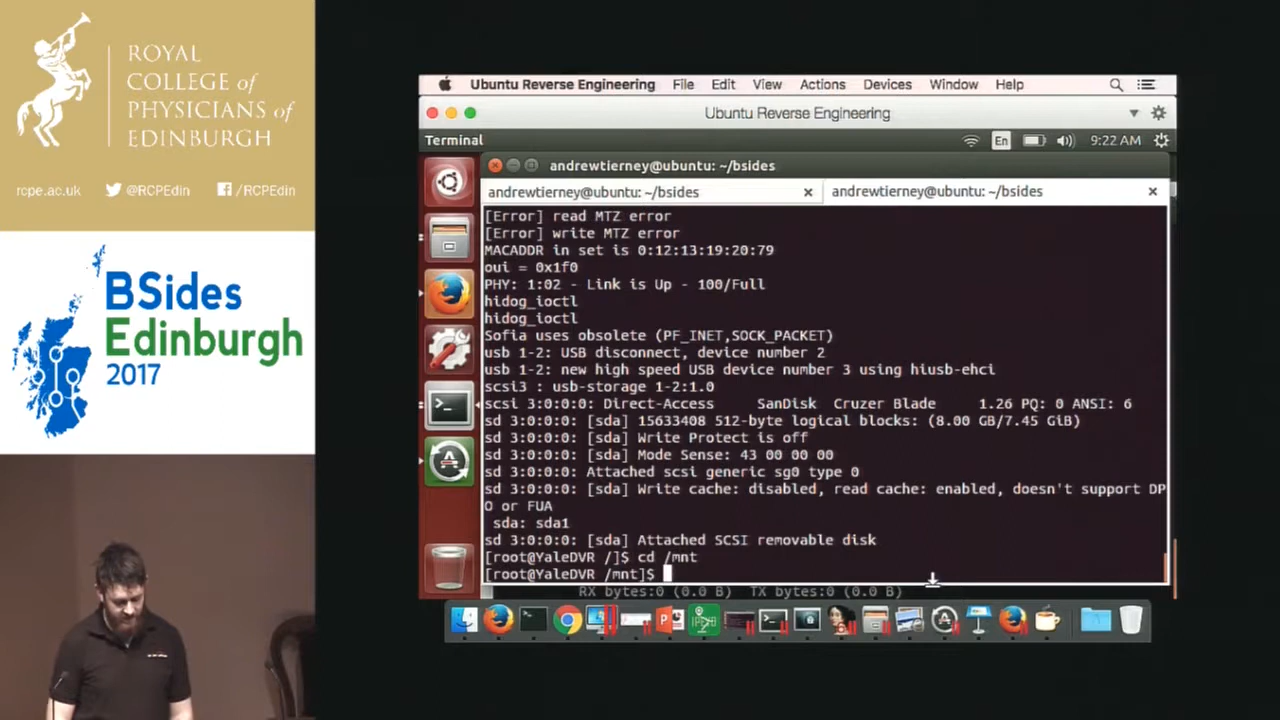 ROYAL
COLLEGE of
PHYSICIANS of
EDINBURGH
rcpe.ac.uk @RCPEdin /RCPEdin
BSides
Edinburgh
2017
Ubuntu Reverse Engineering File Edit View Actions Devices Window Help
Ubuntu Reverse Engineering
Terminal En 9:22 AM
andrewtierney@ubuntu: ~/bsides
andrewtierney@ubuntu: ~/bsides × andrewtierney@ubuntu: ~/bsides ×
[Error] read MTZ error
[Error] write MTZ error
MACADDR in set is 0:12:13:19:20:79
oui = 0x1f0
PHY: 1:02 - Link is Up - 100/Full
hidog_ioctl
hidog_ioctl
Sofia uses obsolete (PF_INET,SOCK_PACKET)
usb 1-2: USB disconnect, device number 2
usb 1-2: new high speed USB device number 3 using hiusb-ehci
scsi3 : usb-storage 1-2:1.0
scsi 3:0:0:0: Direct-Access SanDisk Cruzer Blade 1.26 PQ: 0 ANSI: 6
sd 3:0:0:0: [sda] 15633408 512-byte logical blocks: (8.00 GB/7.45 GiB)
sd 3:0:0:0: [sda] Write Protect is off
sd 3:0:0:0: [sda] Mode Sense: 43 00 00 00
sd 3:0:0:0: Attached scsi generic sg0 type 0
sd 3:0:0:0: [sda] Write cache: disabled, read cache: enabled, doesn't support DP
O or FUA
sda: sda1
sd 3:0:0:0: [sda] Attached SCSI removable disk
[root@YaleDVR /]$ cd /mnt
[root@YaleDVR /mnt]$
RX bytes:0 (0.0 B) TX bytes:0 (0.0 B)